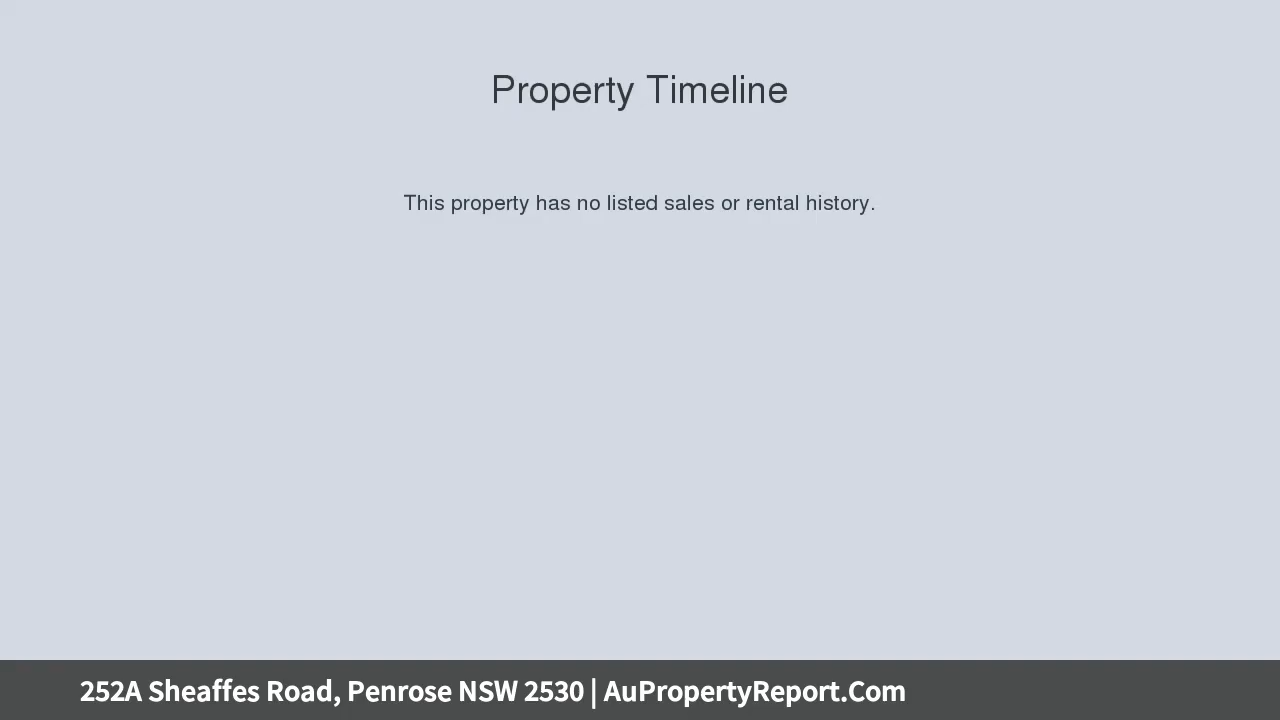 Property Timeline
This property has no listed sales or rental history.
252A Sheaffes Road, Penrose NSW 2530 | AuPropertyReport.Com